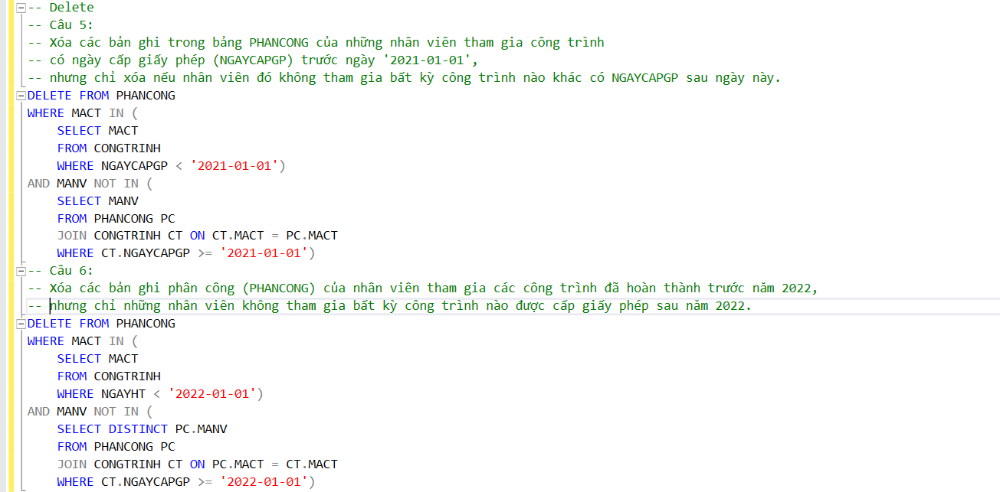 -- Delete
-- Câu 5:
-- Xóa các bản ghi trong bảng PHANCONG của những nhân viên tham gia công trình
-- có ngày cấp giấy phép (NGAYCAPGP) trước ngày '2021-01-01',
-- nhưng chỉ xóa nếu nhân viên đó không tham gia bất kỳ công trình nào khác có NGAYCAPGP sau ngày này.
DELETE FROM PHANCONG
WHERE MACT IN (
    SELECT MACT
    FROM CONGTRINH
    WHERE NGAYCAPGP < '2021-01-01')
AND MANV NOT IN (
    SELECT MANV
    FROM PHANCONG PC
    JOIN CONGTRINH CT ON CT.MACT = PC.MACT
    WHERE CT.NGAYCAPGP >= '2021-01-01')
-- Câu 6:
-- Xóa các bản ghi phân công (PHANCONG) của nhân viên tham gia các công trình đã hoàn thành trước năm 2022,
-- nhưng chỉ những nhân viên không tham gia bất kỳ công trình nào được cấp giấy phép sau năm 2022.
DELETE FROM PHANCONG
WHERE MACT IN (
    SELECT MACT
    FROM CONGTRINH
    WHERE NGAYHT < '2022-01-01')
AND MANV NOT IN (
    SELECT DISTINCT PC.MANV
    FROM PHANCONG PC
    JOIN CONGTRINH CT ON PC.MACT = CT.MACT
    WHERE CT.NGAYCAPGP >= '2022-01-01')